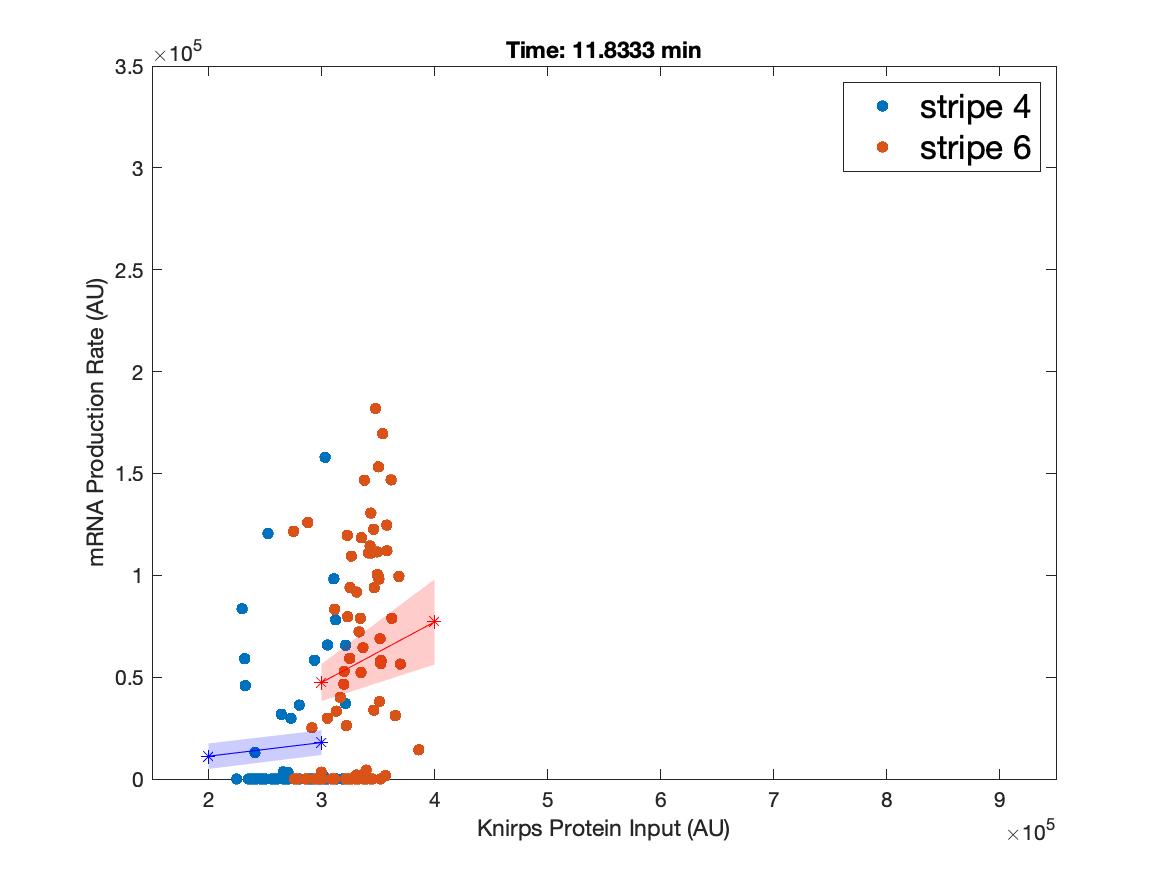 Time: 11.8333 min
×10⁵
3.5
3
2.5
2
1.5
1
0.5
0
mRNA Production Rate (AU)
stripe 4
stripe 6
2 3 4 5 6 7 8 9
Knirps Protein Input (AU)
×10⁵